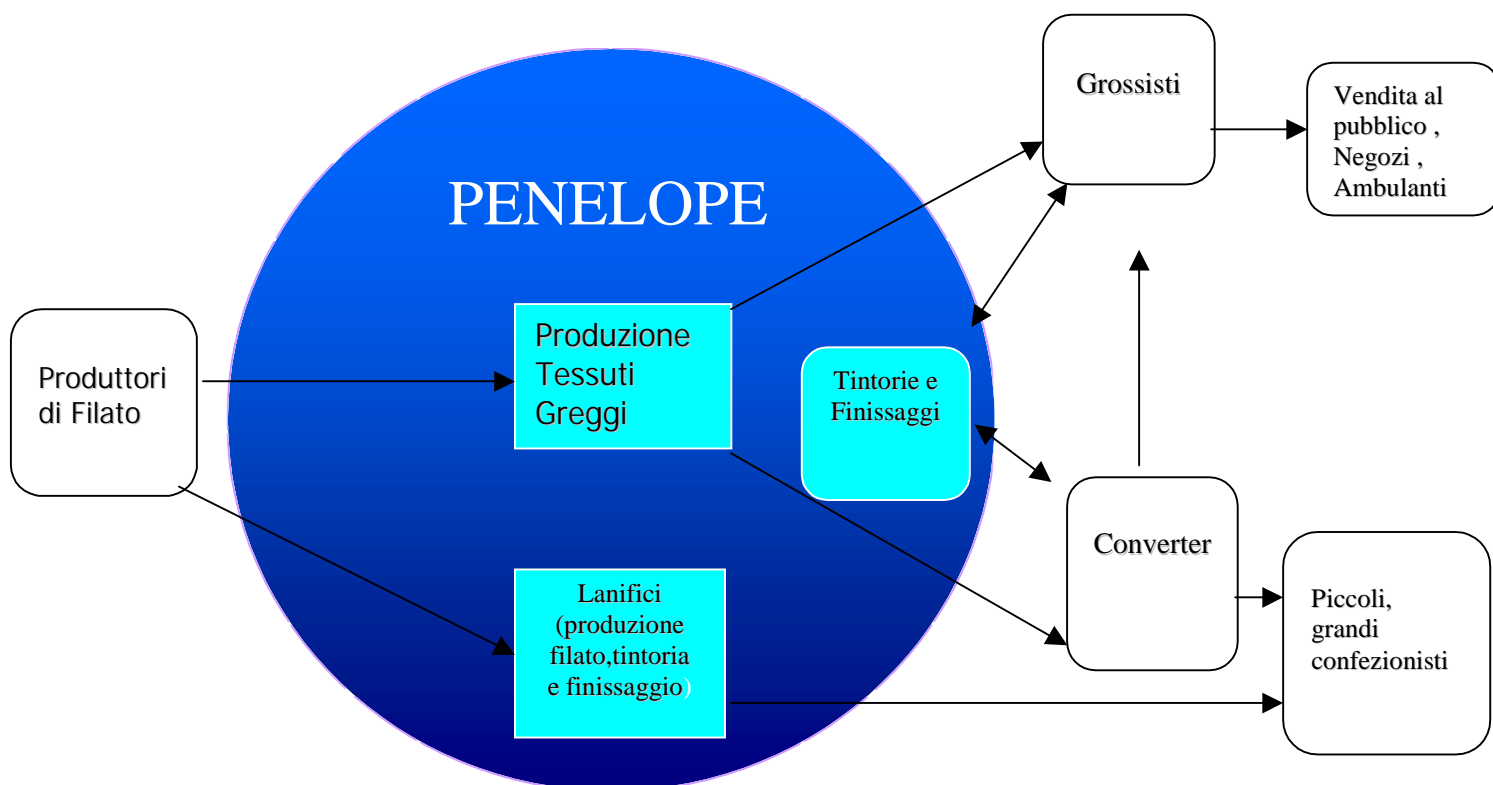 PENELOPE
Produttori
di Filato
Produzione
Tessuti
Greggi
Lanifici
(produzione
filato,tintoria
e finissaggio)
Tintorie e
Finissaggi
Grossisti
Converter
Vendita al
pubblico ,
Negozi ,
Ambulanti
Piccoli,
grandi
confezionisti